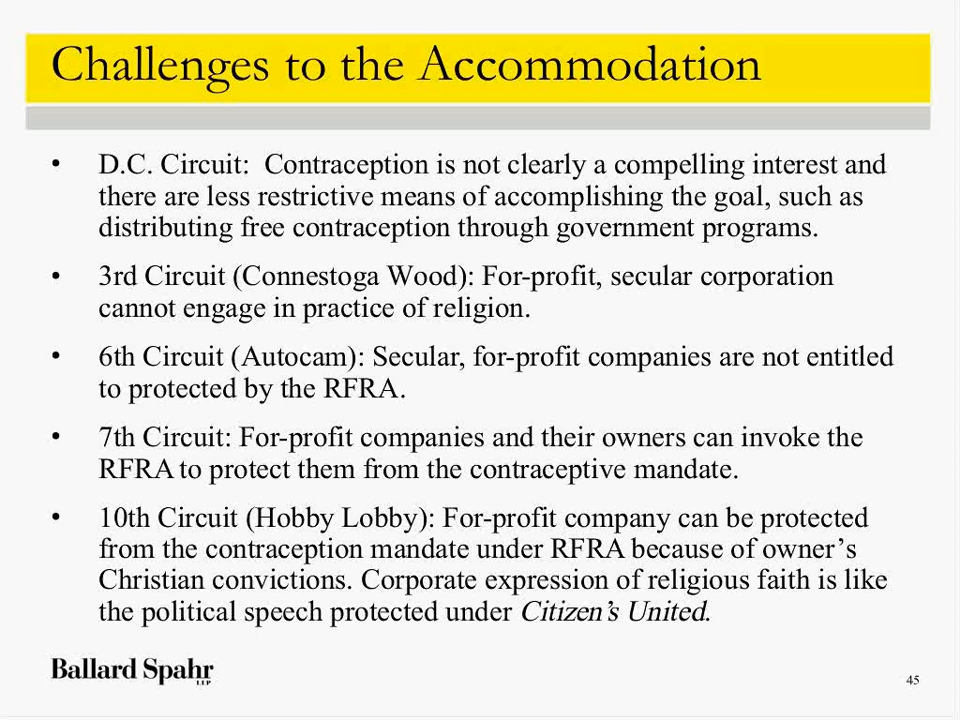 Challenges to the Accommodation
• D.C. Circuit:  Contraception is not clearly a compelling interest and
there are less restrictive means of accomplishing the goal, such as
distributing free contraception through government programs.
• 3rd Circuit (Connestoga Wood): For-profit, secular corporation
cannot engage in practice of religion.
• 6th Circuit (Autocam): Secular, for-profit companies are not entitled
to protected by the RFRA.
• 7th Circuit: For-profit companies and their owners can invoke the
RFRA to protect them from the contraceptive mandate.
• 10th Circuit (Hobby Lobby): For-profit company can be protected
from the contraception mandate under RFRA because of owner’s
Christian convictions. Corporate expression of religious faith is like
the political speech protected under Citizen’s United.
Ballard Spahr
LLP
45